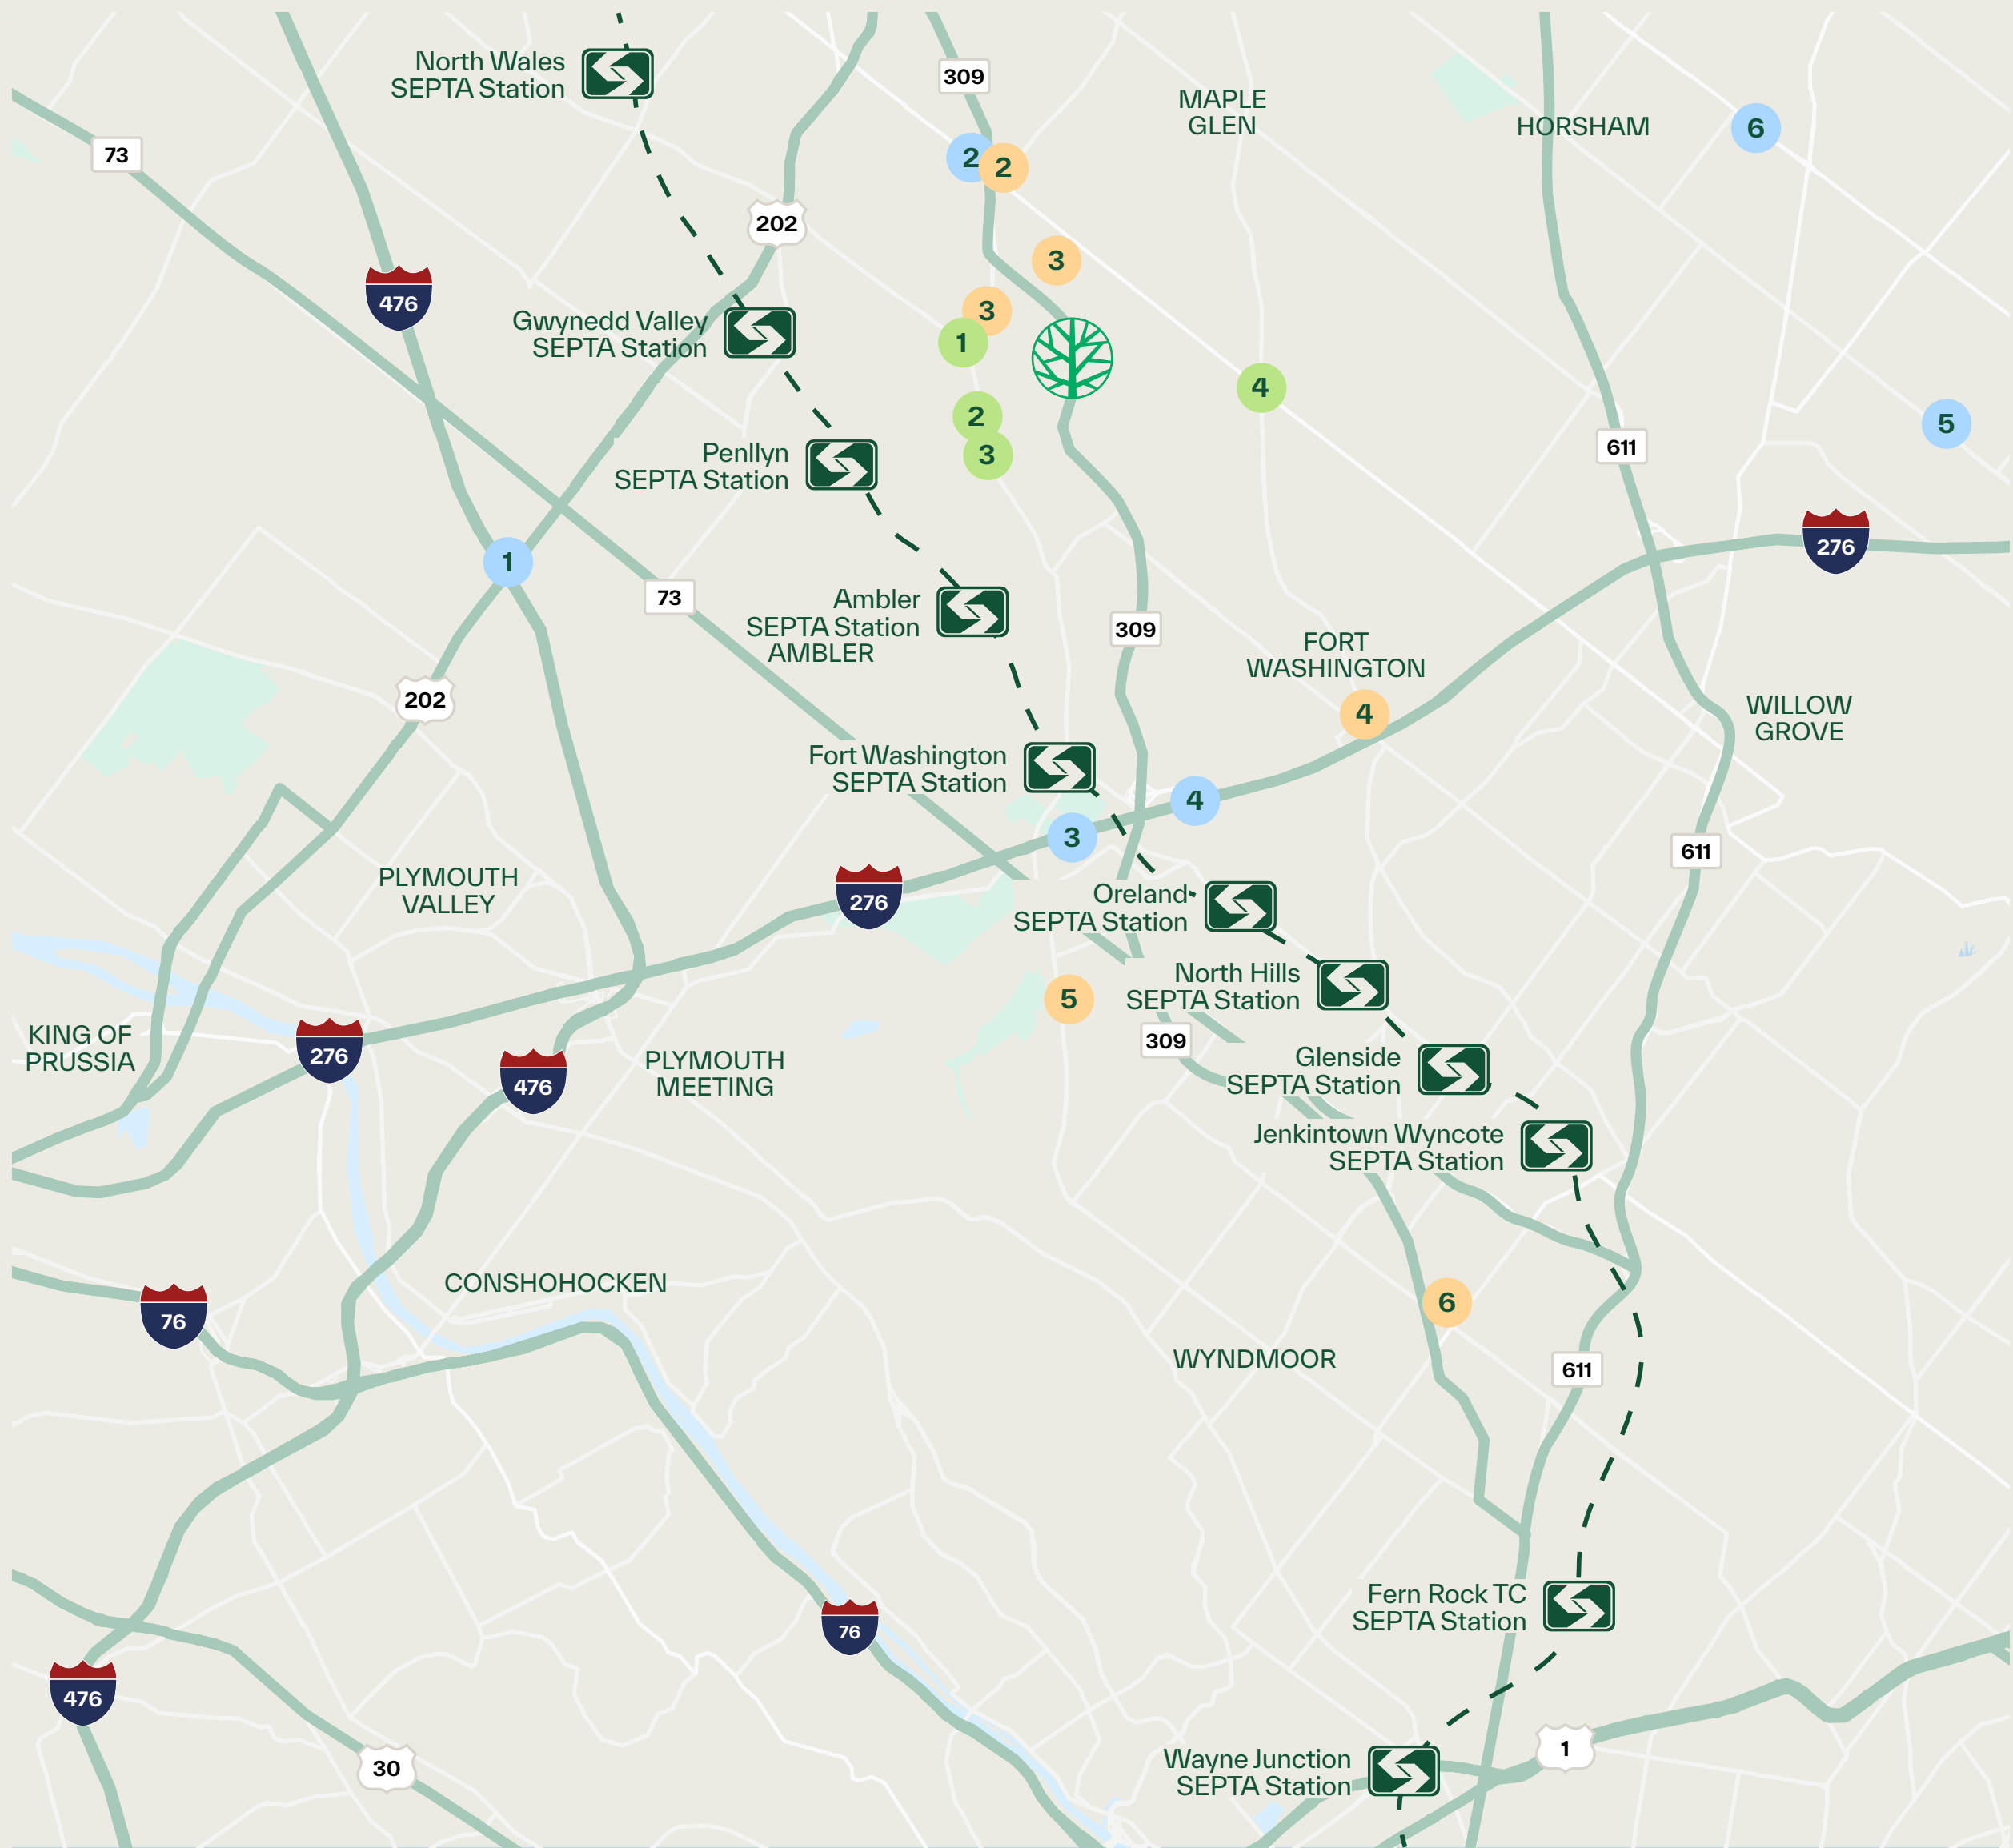 North Wales
SEPTA Station
309
MAPLE
GLEN
HORSHAM
6
73
2
2
202
3
476
3
Gwynedd Valley
SEPTA Station
1
4
2
5
3
611
Penllyn
SEPTA Station
276
1
73
Ambler
SEPTA Station
AMBLER
309
FORT
WASHINGTON
202
4
WILLOW
GROVE
Fort Washington
SEPTA Station
4
3
611
PLYMOUTH
VALLEY
276
Oreland
SEPTA Station
North Hills
SEPTA Station
5
KING OF
PRUSSIA
276
309
476
PLYMOUTH
MEETING
Glenside
SEPTA Station
Jenkintown Wyncote
SEPTA Station
CONSHOHOCKEN
76
6
WYNDMOOR
611
Fern Rock TC
SEPTA Station
76
476
30
1
Wayne Junction
SEPTA Station